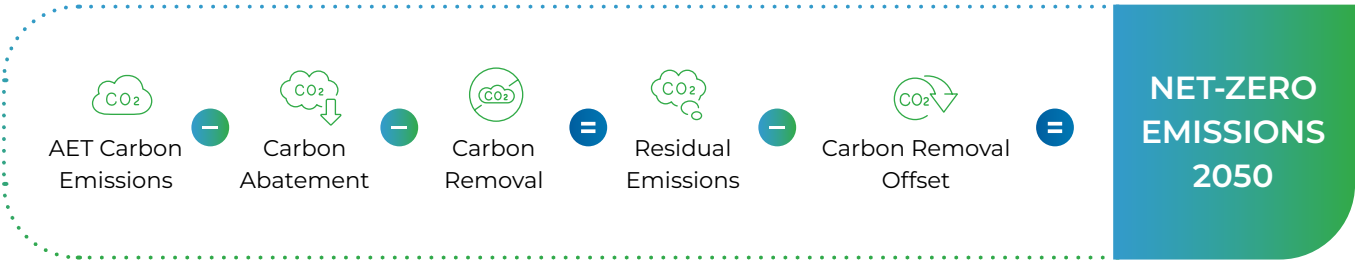 CO₂
AET Carbon
Emissions
–
CO₂
Carbon
Abatement
–
CO₂
Carbon
Removal
=
CO₂
Residual
Emissions
–
CO₂
Carbon Removal
Offset
=
NET-ZERO
EMISSIONS
2050